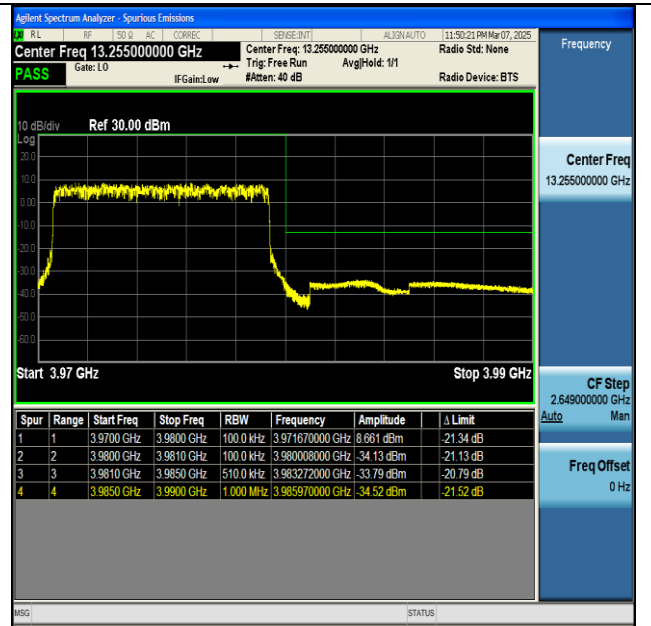 Agilent Spectrum Analyzer - Spurious Emissions
LXI RL RF 50 Ω AC CORREC SENSE:INT ALIGN AUTO 11:50:21 PM Mar 07, 2025
Center Freq 13.255000000 GHz
Center Freq: 13.255000000 GHz
Radio Std: None
PASS
Gate: LO
Trig: Free Run
Avg|Hold: 1/1
IFGain:Low
#Atten: 40 dB
Radio Device: BTS
10 dB/div Ref 30.00 dBm
Log
20.0
10.0
0.00
-10.0
-20.0
-30.0
-40.0
-50.0
-60.0
Start 3.97 GHz
Stop 3.99 GHz
Spur Range Start Freq Stop Freq RBW Frequency Amplitude Δ Limit
1 1 3.9700 GHz 3.9800 GHz 100.0 kHz 3.971670000 GHz 8.661 dBm -21.34 dB
2 2 3.9800 GHz 3.9810 GHz 100.0 kHz 3.980008000 GHz -34.13 dBm -21.13 dB
3 3 3.9810 GHz 3.9850 GHz 510.0 kHz 3.983272000 GHz -33.79 dBm -20.79 dB
4 4 3.9850 GHz 3.9900 GHz 1.000 MHz 3.985970000 GHz -34.52 dBm -21.52 dB
MSG
STATUS
Frequency
Center Freq
13.255000000 GHz
CF Step
2.649000000 GHz
Auto Man
Freq Offset
0 Hz